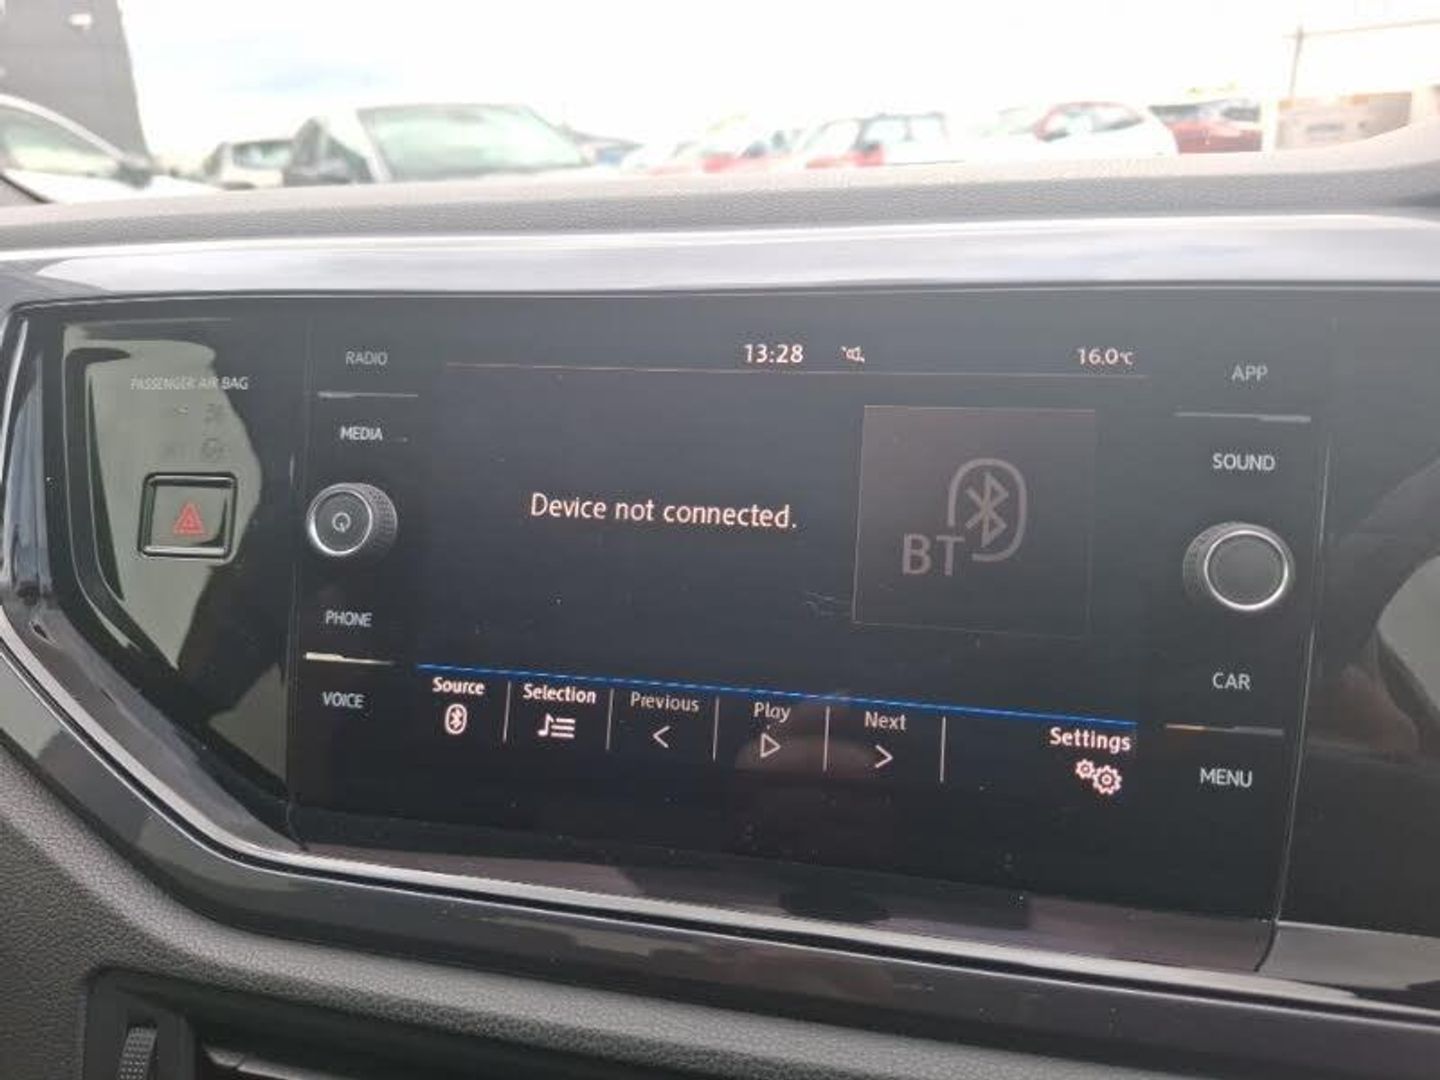 13:28
16.0°C
RADIO
APP
PASSENGER AIR BAG
MEDIA
SOUND
Device not connected.
BT
PHONE
CAR
VOICE
Source
Selection
Previous
Play
Next
Settings
MENU